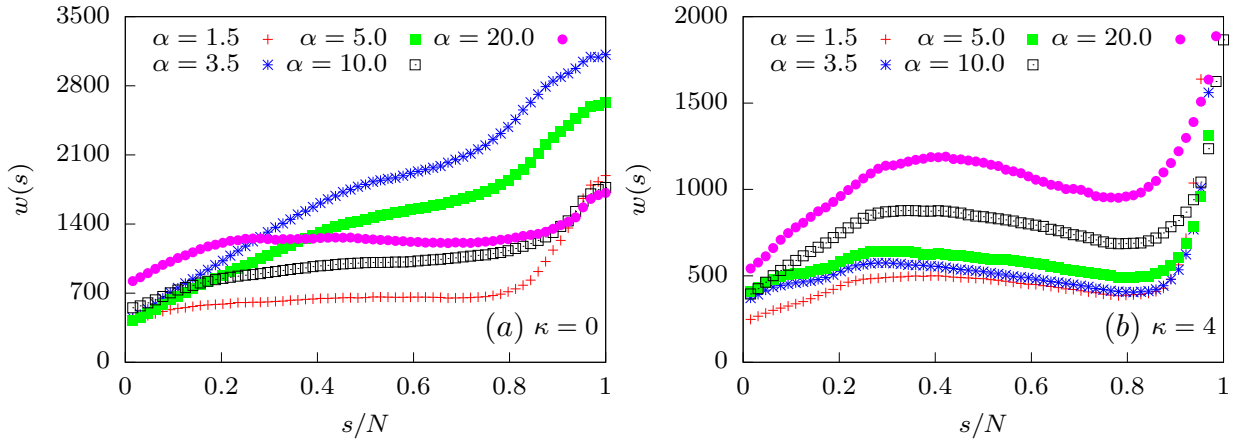 α = 1.5 α = 5.0 α = 20.0
α = 3.5 α = 10.0
3500
2800
2100
1400
700
0
w(s)
0 0.2 0.4 0.6 0.8 1
s/N
(a) κ = 0
α = 1.5 α = 5.0 α = 20.0
α = 3.5 α = 10.0
2000
1500
1000
500
0
w(s)
0 0.2 0.4 0.6 0.8 1
s/N
(b) κ = 4